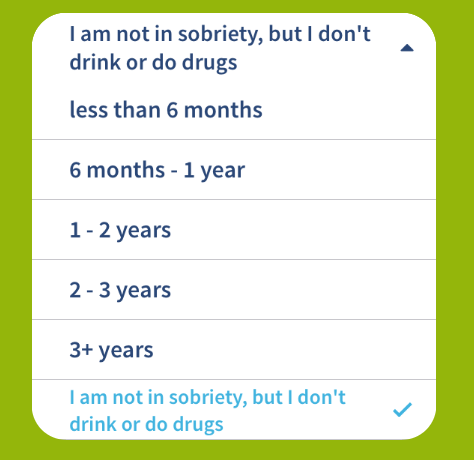 I am not in sobriety, but I don't
drink or do drugs
less than 6 months
6 months - 1 year
1 - 2 years
2 - 3 years
3+ years
I am not in sobriety, but I don't
drink or do drugs